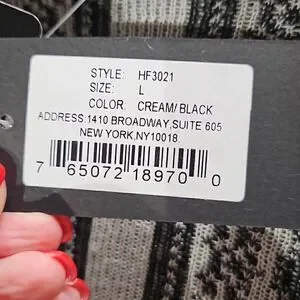 STYLE: HF3021
SIZE: L
COLOR: CREAM/BLACK
ADDRESS:1410 BROADWAY,SUITE 605
NEW YORK,NY10018.
7 65072 18970 0